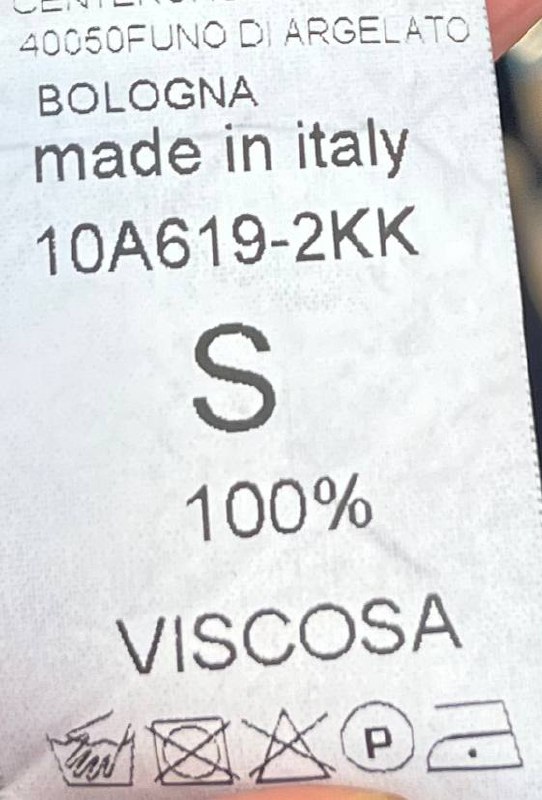 40050FUNO DI ARGELATO
BOLOGNA
made in italy
10A619-2KK
S
100%
VISCOSA
P